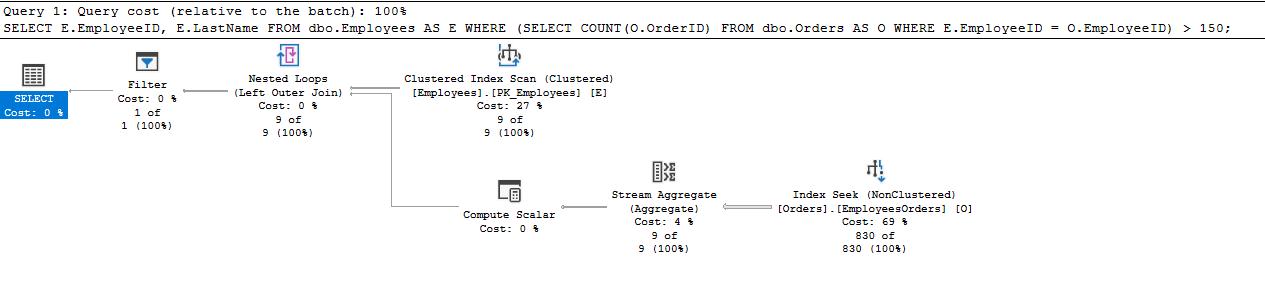 Query 1: Query cost (relative to the batch): 100%
SELECT E.EmployeeID, E.LastName FROM dbo.Employees AS E WHERE (SELECT COUNT(O.OrderID) FROM dbo.Orders AS O WHERE E.EmployeeID = O.EmployeeID) > 150;
SELECT
Cost: 0 %
Filter
Cost: 0 %
1 of
1 (100%)
Nested Loops
(Left Outer Join)
Cost: 0 %
9 of
9 (100%)
Clustered Index Scan (Clustered)
[Employees].[PK_Employees] [E]
Cost: 27 %
9 of
9 (100%)
Compute Scalar
Cost: 0 %
Stream Aggregate
(Aggregate)
Cost: 4 %
9 of
9 (100%)
Index Seek (NonClustered)
[Orders].[EmployeesOrders] [O]
Cost: 69 %
830 of
830 (100%)